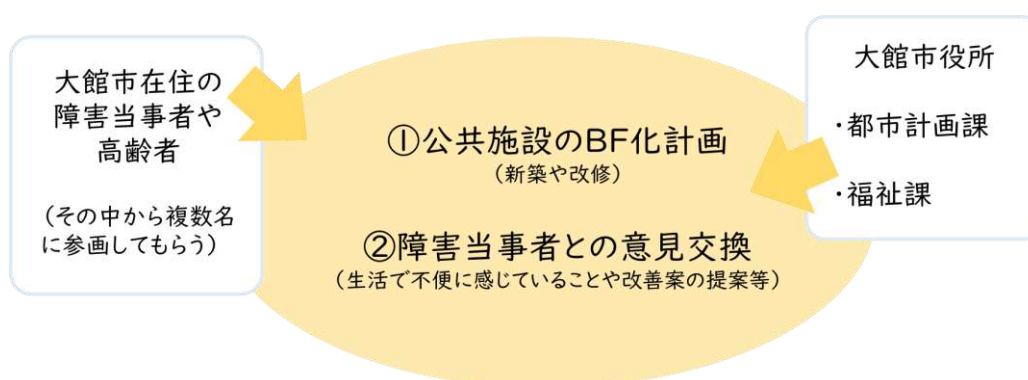 大館市在住の
障害当事者や
高齢者
（その中から複数名
に参画してもらう）
①公共施設のBF化計画
（新築や改修）
②障害当事者との意見交換
（生活で不便に感じていることや改善案の提案等）
大館市役所
・都市計画課
・福祉課